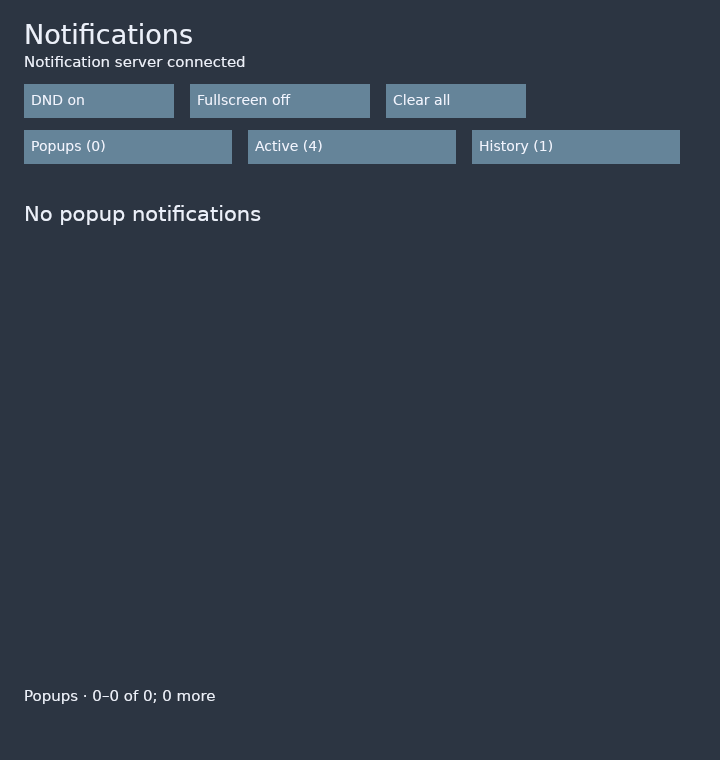 Notifications
Notification server connected
DND on
Fullscreen off
Clear all
Popups (0)
Active (4)
History (1)
No popup notifications
Popups · 0–0 of 0; 0 more